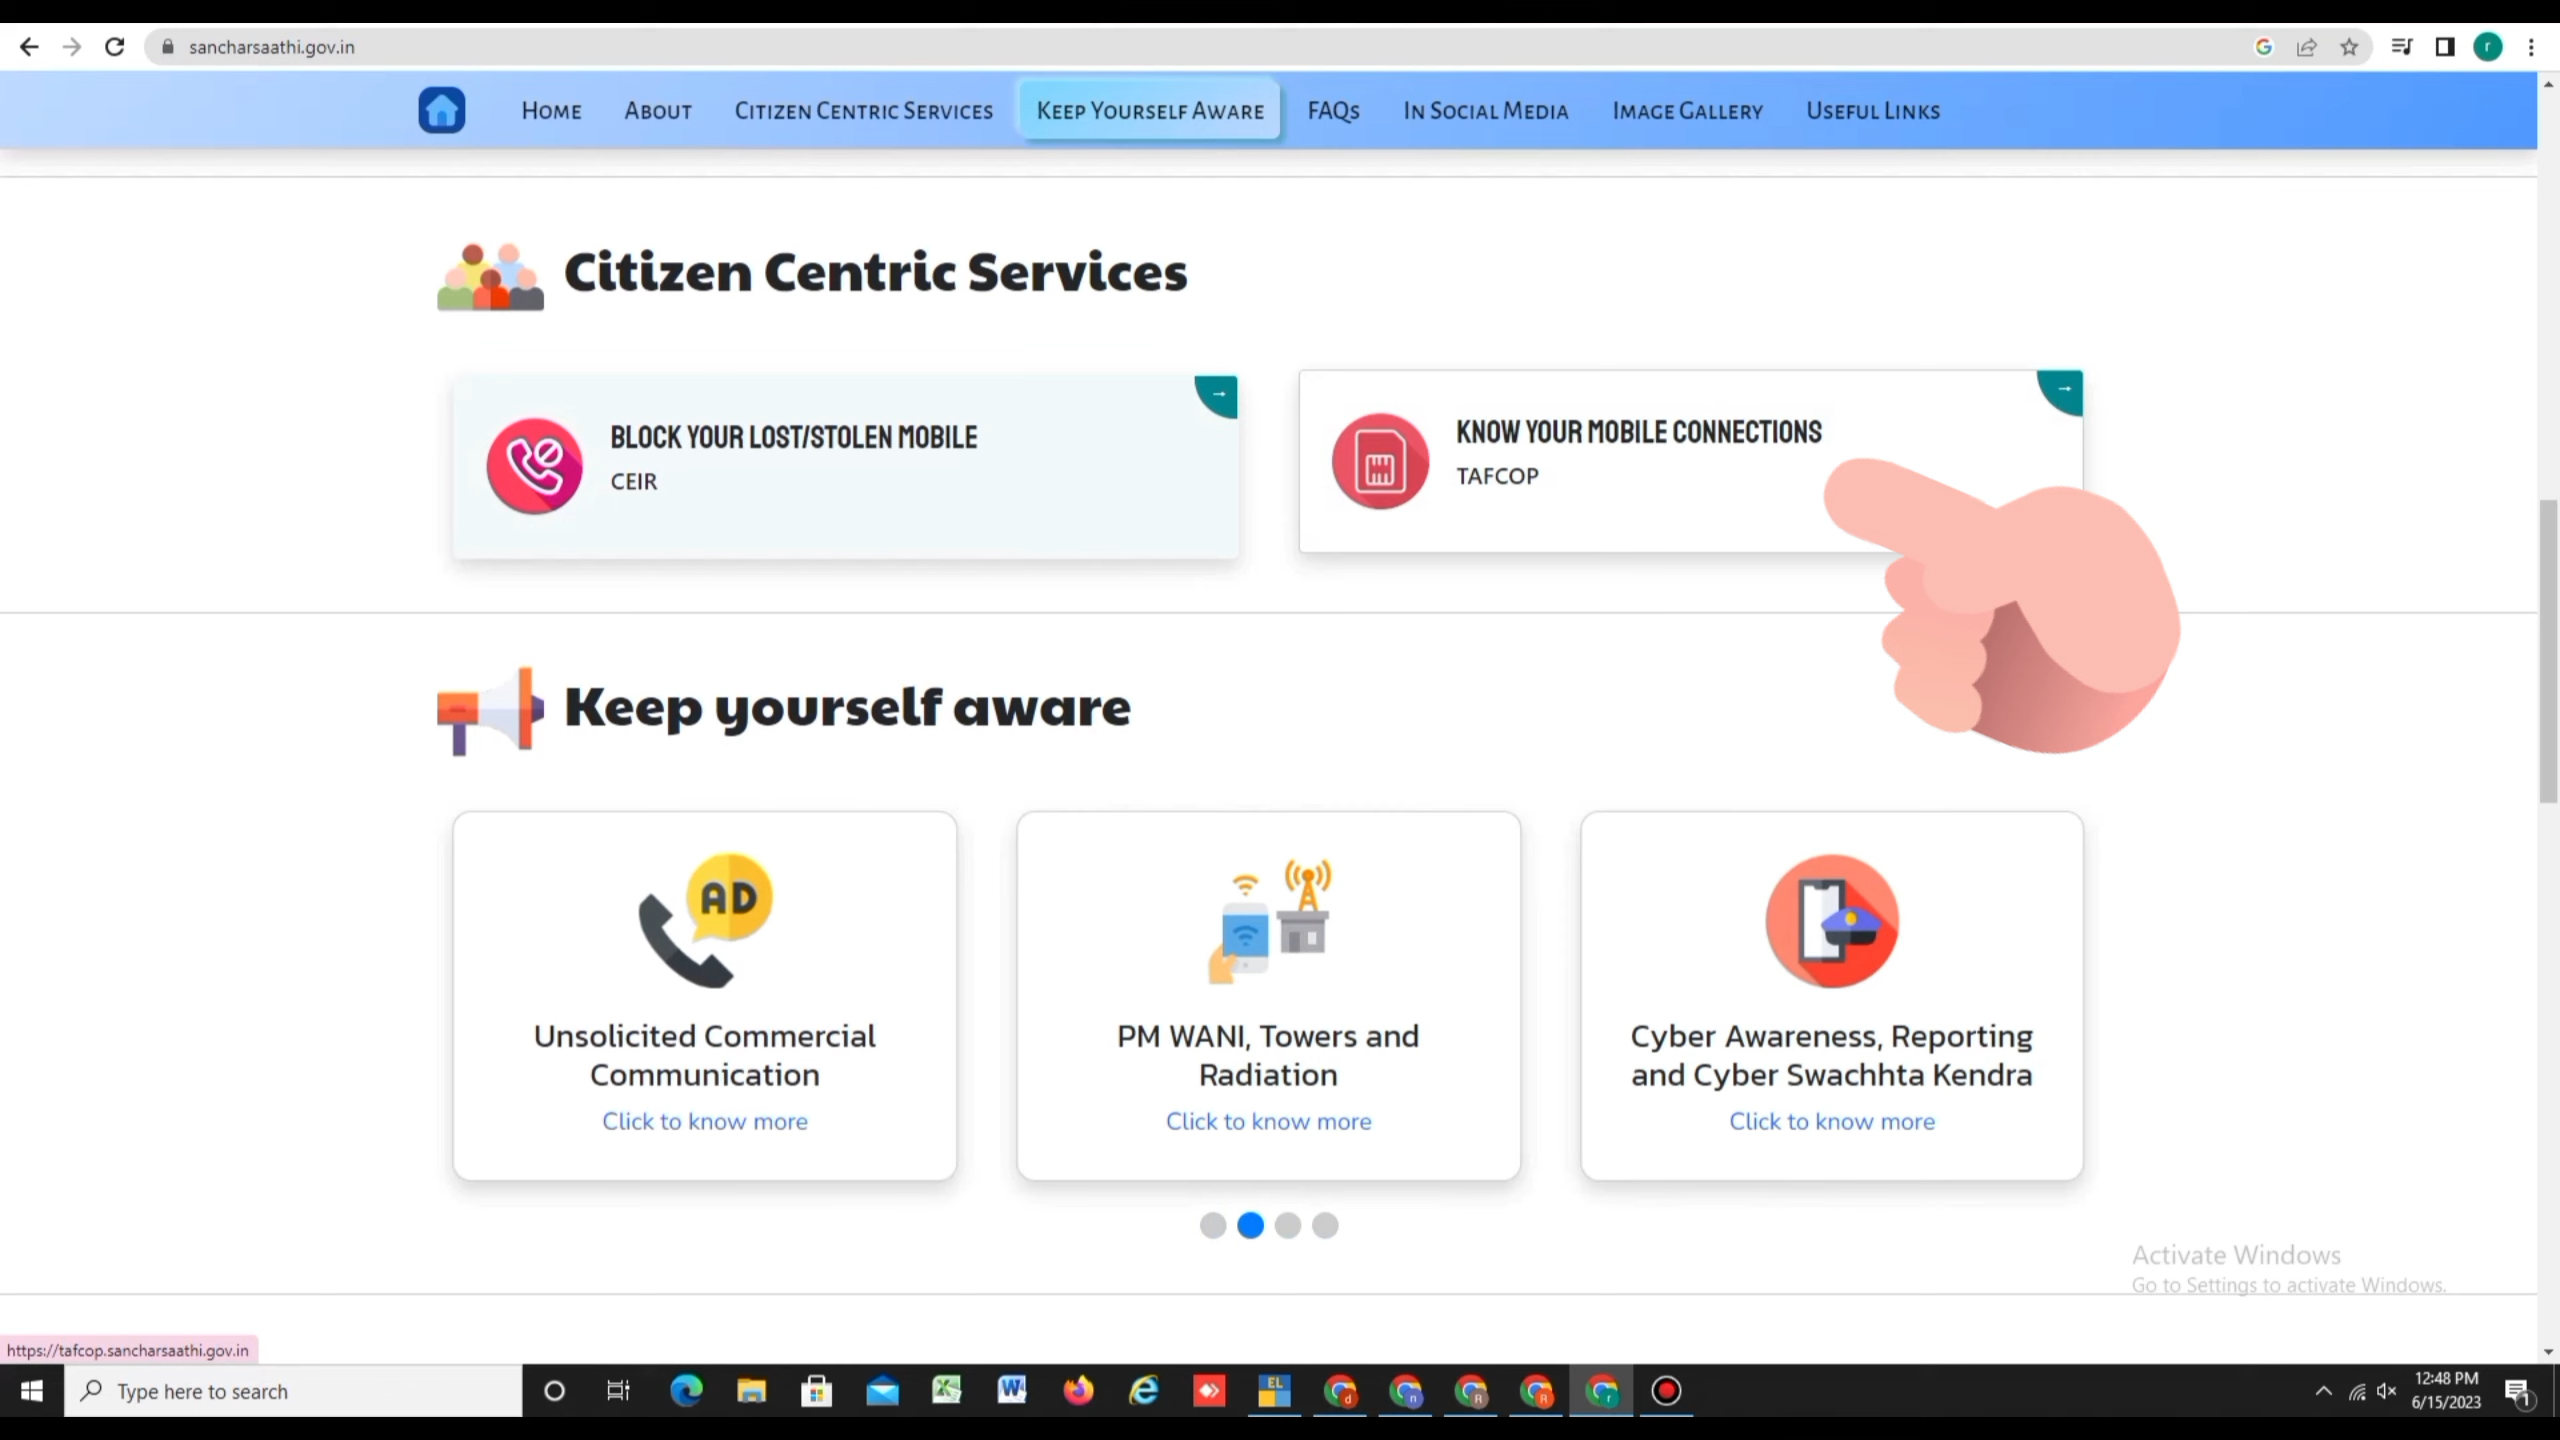 sancharsaathi.gov.in
r
Home About Citizen Centric Services Keep Yourself Aware FAQs In Social Media Image Gallery Useful Links
Citizen Centric Services
BLOCK YOUR LOST/STOLEN MOBILE
CEIR
KNOW YOUR MOBILE CONNECTIONS
TAFCOP
Keep yourself aware
AD
Unsolicited Commercial
Communication
Click to know more
PM WANI, Towers and
Radiation
Click to know more
Cyber Awareness, Reporting
and Cyber Swachhta Kendra
Click to know more
Activate Windows
Go to Settings to activate Windows.
https://tafcop.sancharsaathi.gov.in
Type here to search
EL
d
n
R
R
r
12:48 PM
6/15/2023
1